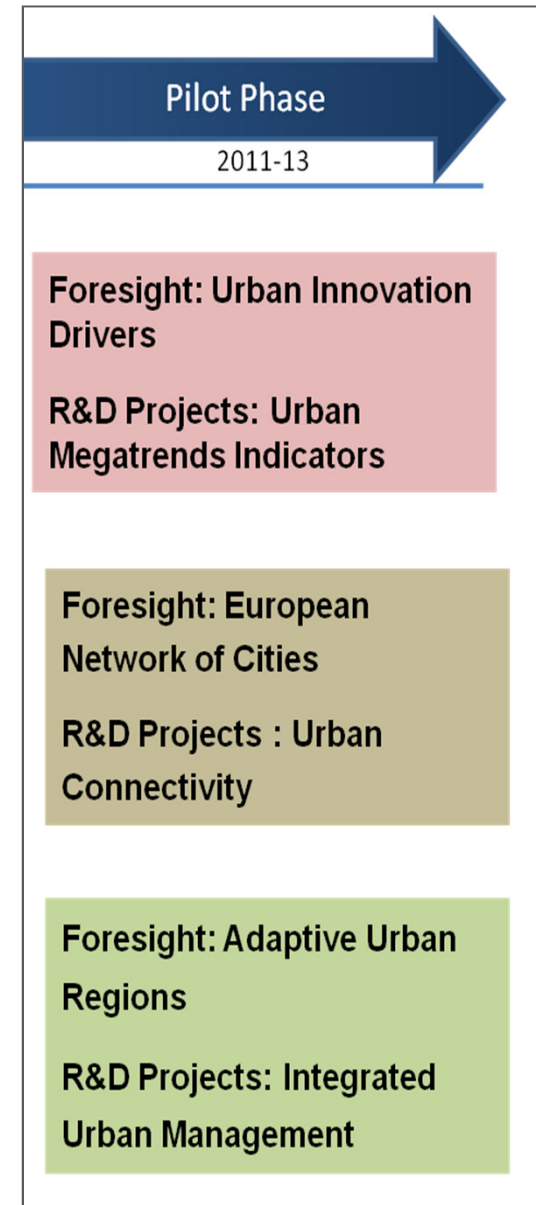 Pilot Phase
2011-13
Foresight: Urban Innovation
Drivers
R&D Projects: Urban
Megatrends Indicators
Foresight: European
Network of Cities
R&D Projects : Urban
Connectivity
Foresight: Adaptive Urban
Regions
R&D Projects: Integrated
Urban Management